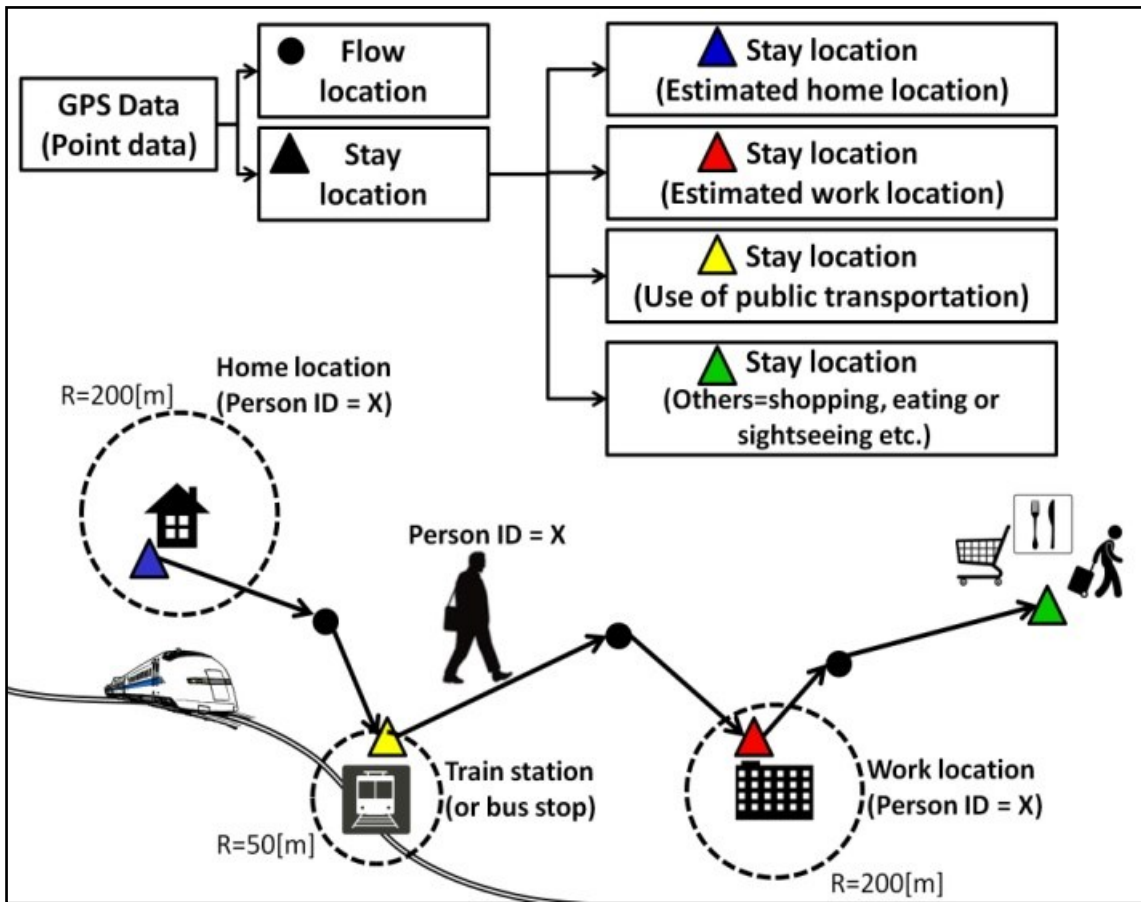 GPS Data
(Point data)
Flow
location
Stay
location
Stay location
(Estimated home location)
Stay location
(Estimated work location)
Stay location
(Use of public transportation)
Stay location
(Others=shopping, eating or
sightseeing etc.)
Home location
(Person ID = X)
R=200[m]
Person ID = X
Train station
(or bus stop)
R=50[m]
Work location
(Person ID = X)
R=200[m]